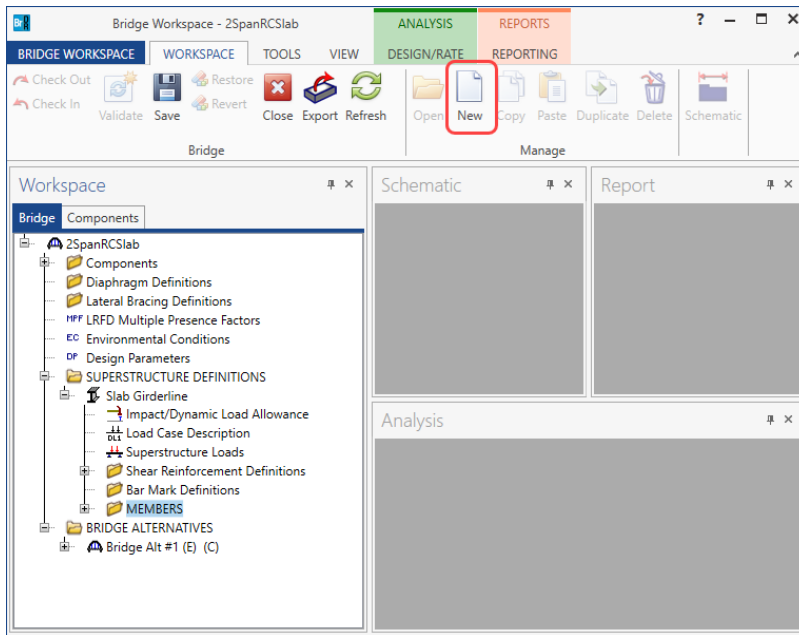 Br Bridge Workspace - 2SpanRCSlab ANALYSIS REPORTS ?
BRIDGE WORKSPACE WORKSPACE TOOLS VIEW DESIGN/RATE REPORTING
Check Out
Check In
Validate
Save
Restore
Revert
Close
Export
Refresh
Open
New
Copy
Paste
Duplicate
Delete
Schematic
Bridge
Manage
Workspace
Bridge Components
2SpanRCSlab
Components
Diaphragm Definitions
Lateral Bracing Definitions
MPF LRFD Multiple Presence Factors
EC Environmental Conditions
DP Design Parameters
SUPERSTRUCTURE DEFINITIONS
Slab Girderline
Impact/Dynamic Load Allowance
DL1 Load Case Description
Superstructure Loads
Shear Reinforcement Definitions
Bar Mark Definitions
MEMBERS
BRIDGE ALTERNATIVES
Bridge Alt #1 (E) (C)
Schematic
Report
Analysis